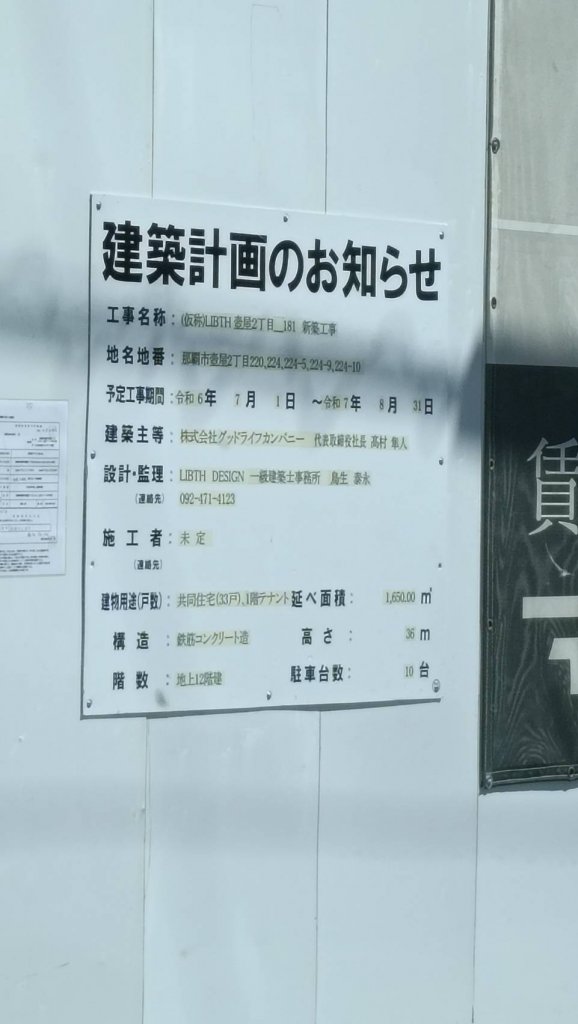 建築計画のお知らせ
工事名称：(仮称)LIBTH 壺屋2丁目__181 新築工事
地名地番：那覇市壺屋2丁目220,224,224-5,224-9,224-10
予定工事期間：令和 6年 7月 1日 ～令和 7年 8月 31日
建築主等：株式会社グッドライフカンパニー 代表取締役社長 高村 隼人
設計・監理：LIBTH DESIGN 一級建築士事務所 鳥生 泰永
(連絡先) 092-471-4123
施工者：未定
(連絡先)
建物用途(戸数)：共同住宅(33戸)、1階テナント 延べ面積：1,650.00 ㎡
構造：鉄筋コンクリート造 高さ：36 m
階数：地上12階建 駐車台数：10 台
賃